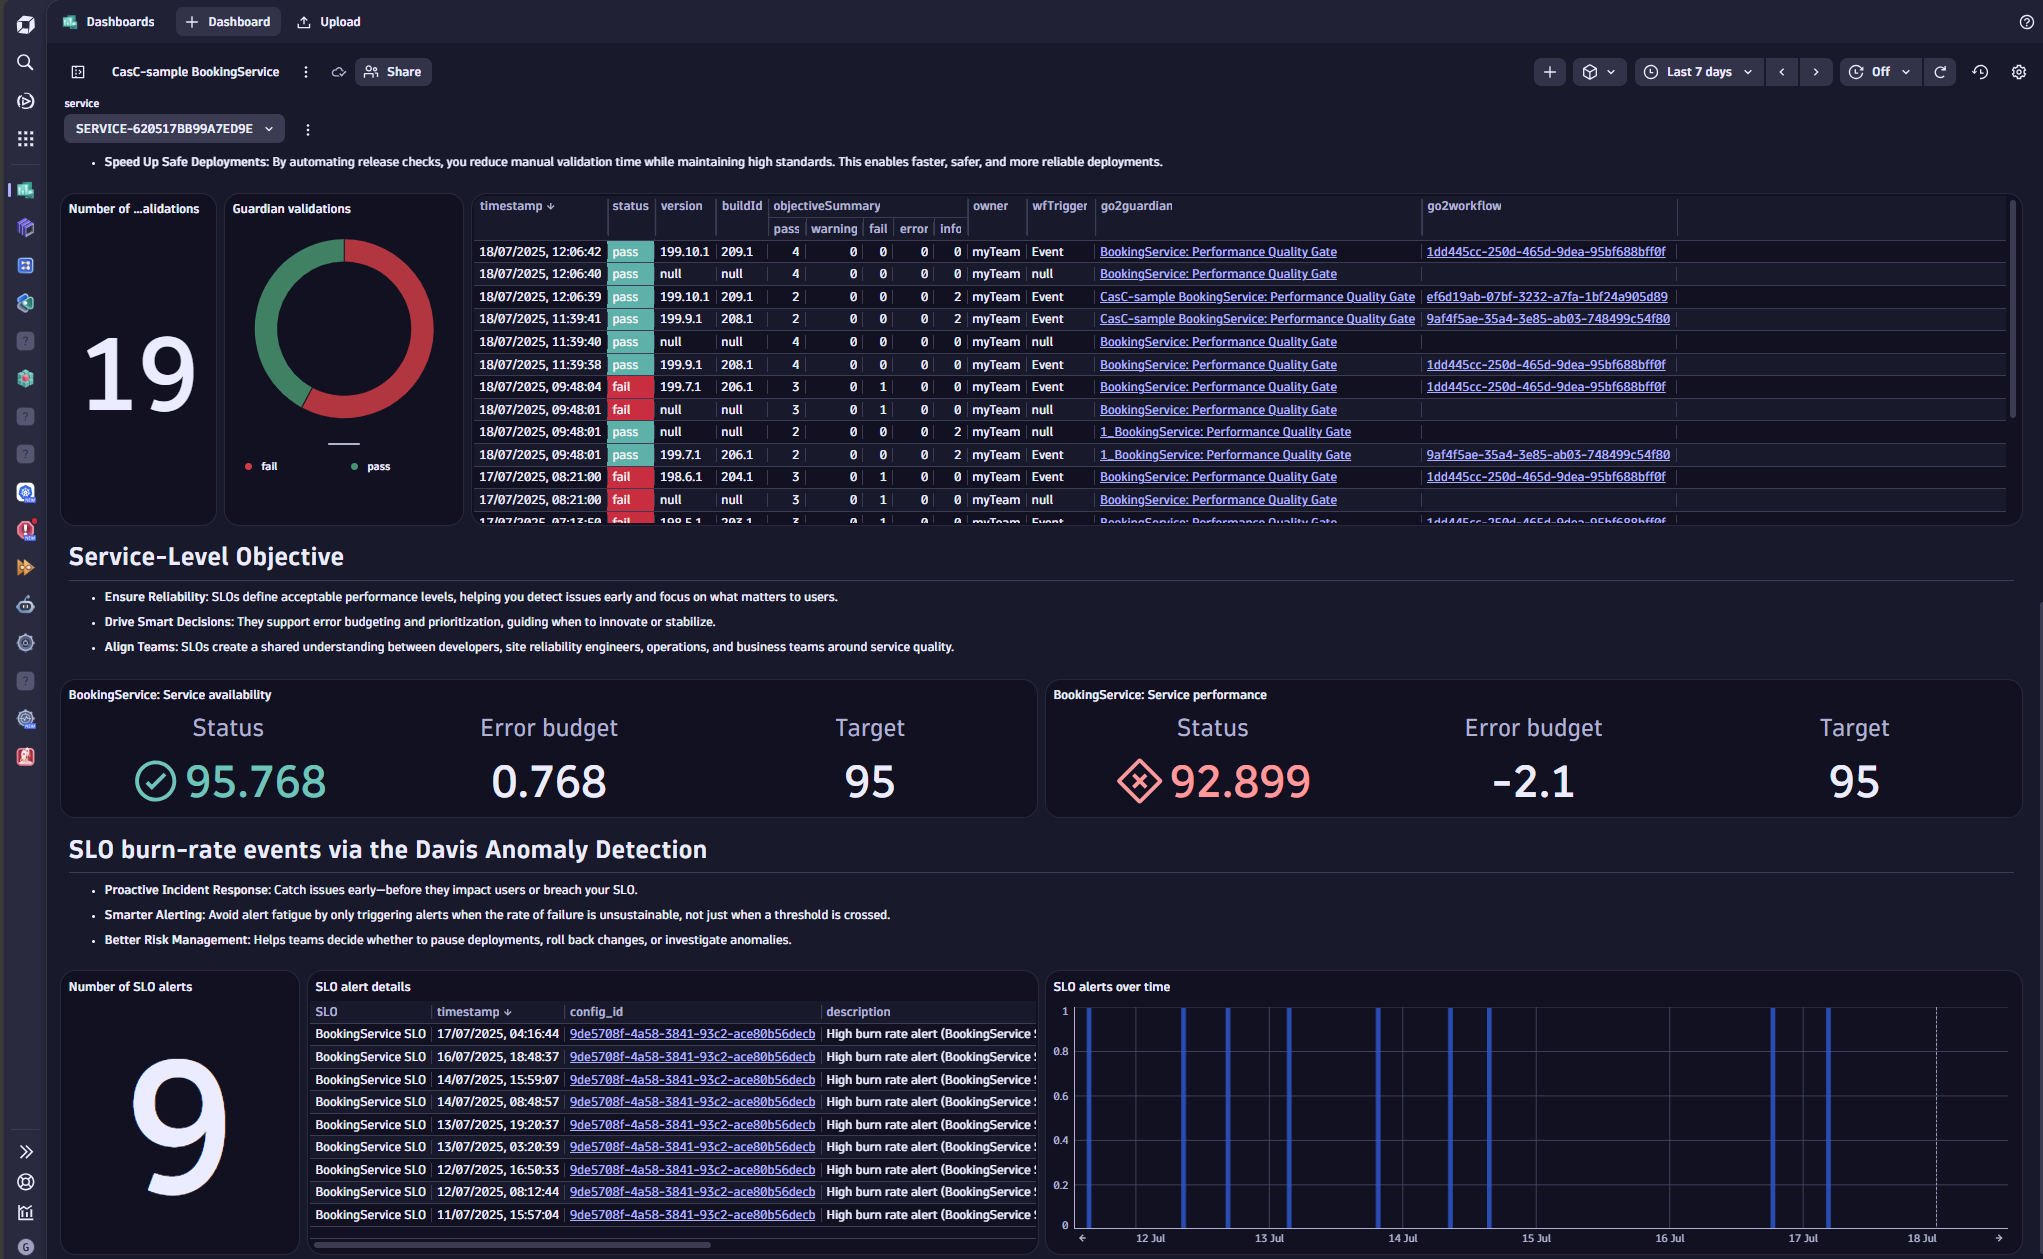 Dashboards
Dashboard
Upload
CasC-sample BookingService
Share
Last 7 days
Off
service
SERVICE-620517BB99A7ED9E
• Speed Up Safe Deployments: By automating release checks, you reduce manual validation time while maintaining high standards. This enables faster, safer, and more reliable deployments.
Number of ...alidations
19
Guardian validations
fail
pass
timestamp status version buildId objectiveSummary owner wfTrigger go2guardian go2workflow
pass warning fail error info
18/07/2025, 12:06:42 pass 199.10.1 209.1 4 0 0 0 0 myTeam Event BookingService: Performance Quality Gate 1dd445cc-250d-465d-9dea-95bf688bff0f
18/07/2025, 12:06:40 pass null null 4 0 0 0 0 myTeam null BookingService: Performance Quality Gate
18/07/2025, 12:06:39 pass 199.10.1 209.1 2 0 0 0 2 myTeam Event CasC-sample BookingService: Performance Quality Gate ef6d19ab-07bf-3232-a7fa-1bf24a905d89
18/07/2025, 11:39:41 pass 199.9.1 208.1 2 0 0 0 2 myTeam Event CasC-sample BookingService: Performance Quality Gate 9af4f5ae-35a4-3e85-ab03-748499c54f80
18/07/2025, 11:39:40 pass null null 4 0 0 0 0 myTeam null BookingService: Performance Quality Gate
18/07/2025, 11:39:38 pass 199.9.1 208.1 4 0 0 0 0 myTeam Event BookingService: Performance Quality Gate 1dd445cc-250d-465d-9dea-95bf688bff0f
18/07/2025, 09:48:04 fail 199.7.1 206.1 3 0 1 0 0 myTeam Event BookingService: Performance Quality Gate 1dd445cc-250d-465d-9dea-95bf688bff0f
18/07/2025, 09:48:01 fail null null 3 0 1 0 0 myTeam null BookingService: Performance Quality Gate
18/07/2025, 09:48:01 pass null null 2 0 0 0 2 myTeam null 1_BookingService: Performance Quality Gate
18/07/2025, 09:48:01 pass 199.7.1 206.1 2 0 0 0 2 myTeam Event 1_BookingService: Performance Quality Gate 9af4f5ae-35a4-3e85-ab03-748499c54f80
17/07/2025, 08:21:00 fail 198.6.1 204.1 3 0 1 0 0 myTeam Event BookingService: Performance Quality Gate 1dd445cc-250d-465d-9dea-95bf688bff0f
17/07/2025, 08:21:00 fail null null 3 0 1 0 0 myTeam null BookingService: Performance Quality Gate
17/07/2025, 07:13:50 fail 198.5.1 203.1 3 0 1 0 0 myTeam Event BookingService: Performance Quality Gate 1dd445cc-250d-465d-9dea-95bf688bff0f
Service-Level Objective
• Ensure Reliability: SLOs define acceptable performance levels, helping you detect issues early and focus on what matters to users.
• Drive Smart Decisions: They support error budgeting and prioritization, guiding when to innovate or stabilize.
• Align Teams: SLOs create a shared understanding between developers, site reliability engineers, operations, and business teams around service quality.
BookingService: Service availability
Status Error budget Target
95.768 0.768 95
BookingService: Service performance
Status Error budget Target
92.899 -2.1 95
SLO burn-rate events via the Davis Anomaly Detection
• Proactive Incident Response: Catch issues early—before they impact users or breach your SLO.
• Smarter Alerting: Avoid alert fatigue by only triggering alerts when the rate of failure is unsustainable, not just when a threshold is crossed.
• Better Risk Management: Helps teams decide whether to pause deployments, roll back changes, or investigate anomalies.
Number of SLO alerts
9
SLO alert details
SLO timestamp config_id description
BookingService SLO 17/07/2025, 04:16:44 9de5708f-4a58-3841-93c2-ace80b56decb High burn rate alert (BookingService S
BookingService SLO 16/07/2025, 18:48:37 9de5708f-4a58-3841-93c2-ace80b56decb High burn rate alert (BookingService S
BookingService SLO 14/07/2025, 15:59:07 9de5708f-4a58-3841-93c2-ace80b56decb High burn rate alert (BookingService S
BookingService SLO 14/07/2025, 08:48:57 9de5708f-4a58-3841-93c2-ace80b56decb High burn rate alert (BookingService S
BookingService SLO 13/07/2025, 19:20:37 9de5708f-4a58-3841-93c2-ace80b56decb High burn rate alert (BookingService S
BookingService SLO 13/07/2025, 03:20:39 9de5708f-4a58-3841-93c2-ace80b56decb High burn rate alert (BookingService S
BookingService SLO 12/07/2025, 16:50:33 9de5708f-4a58-3841-93c2-ace80b56decb High burn rate alert (BookingService S
BookingService SLO 12/07/2025, 08:12:44 9de5708f-4a58-3841-93c2-ace80b56decb High burn rate alert (BookingService S
BookingService SLO 11/07/2025, 15:57:04 9de5708f-4a58-3841-93c2-ace80b56decb High burn rate alert (BookingService S
SLO alerts over time
1
0.8
0.6
0.4
0.2
0
12 Jul 13 Jul 14 Jul 15 Jul 16 Jul 17 Jul 18 Jul
G